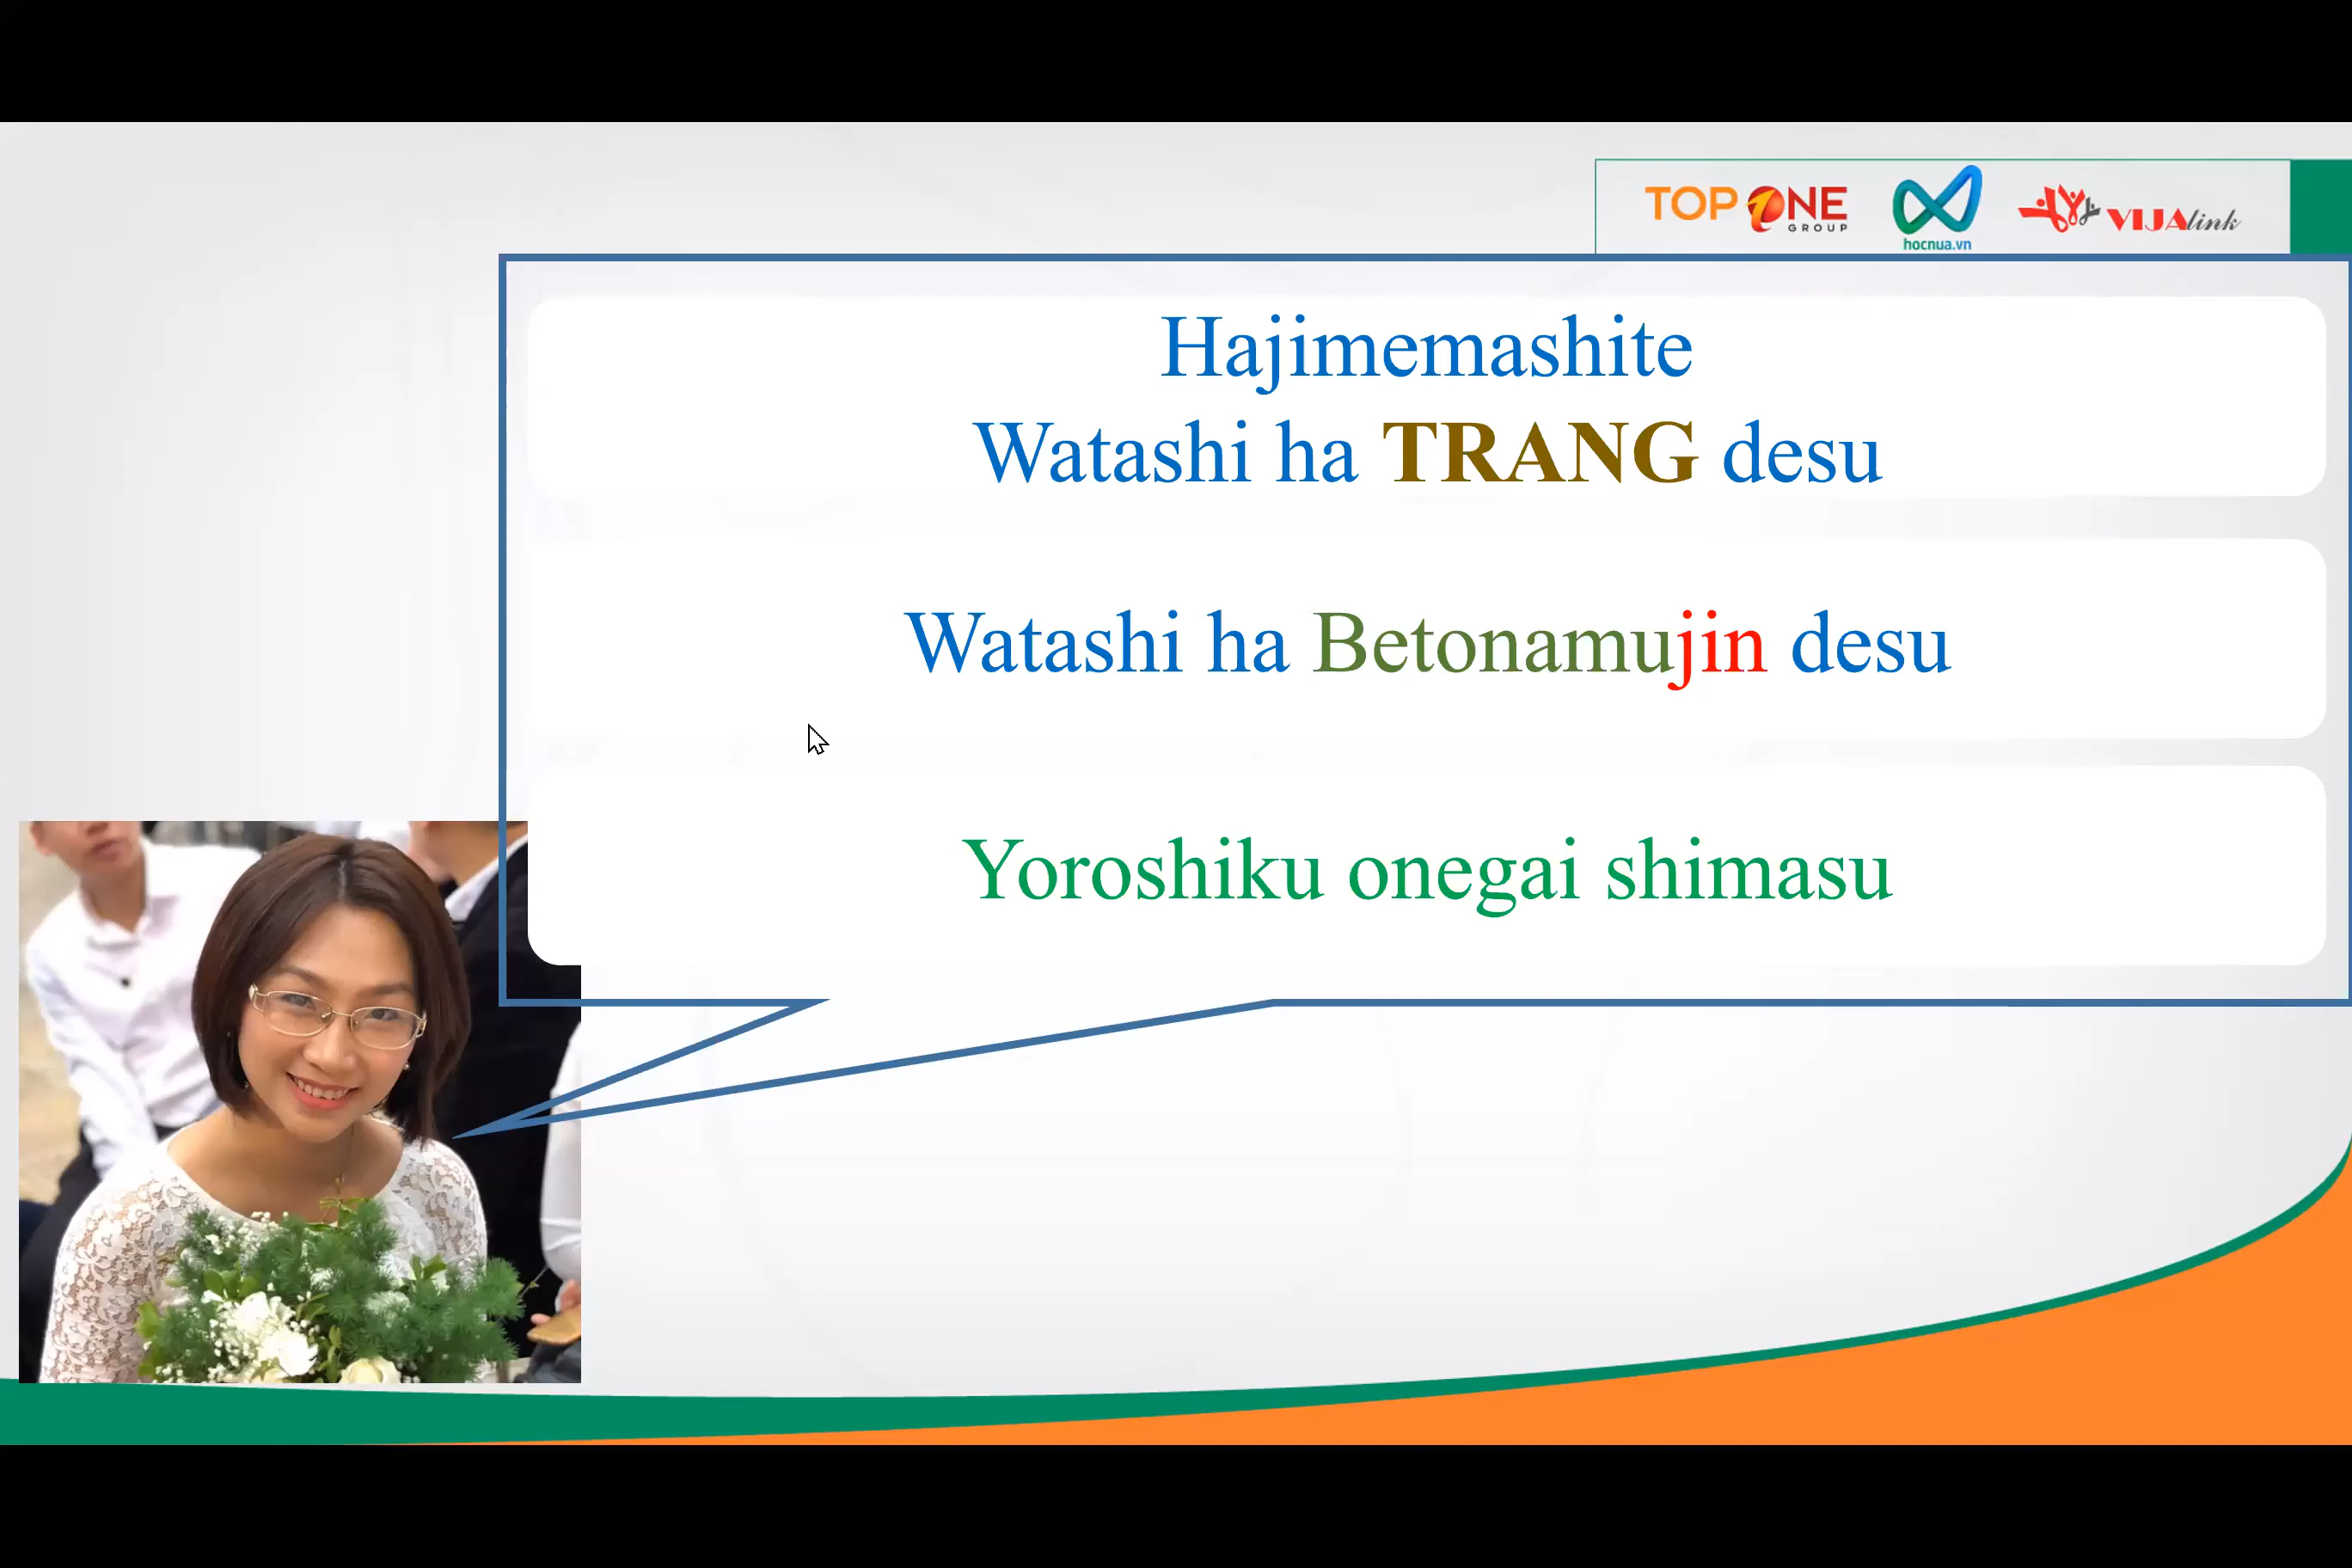 TOP ONE
GROUP
hocnua.vn
VIJAlink
Hajimemashite
Watashi ha TRANG desu
Watashi ha Betonamujin desu
Yoroshiku onegai shimasu